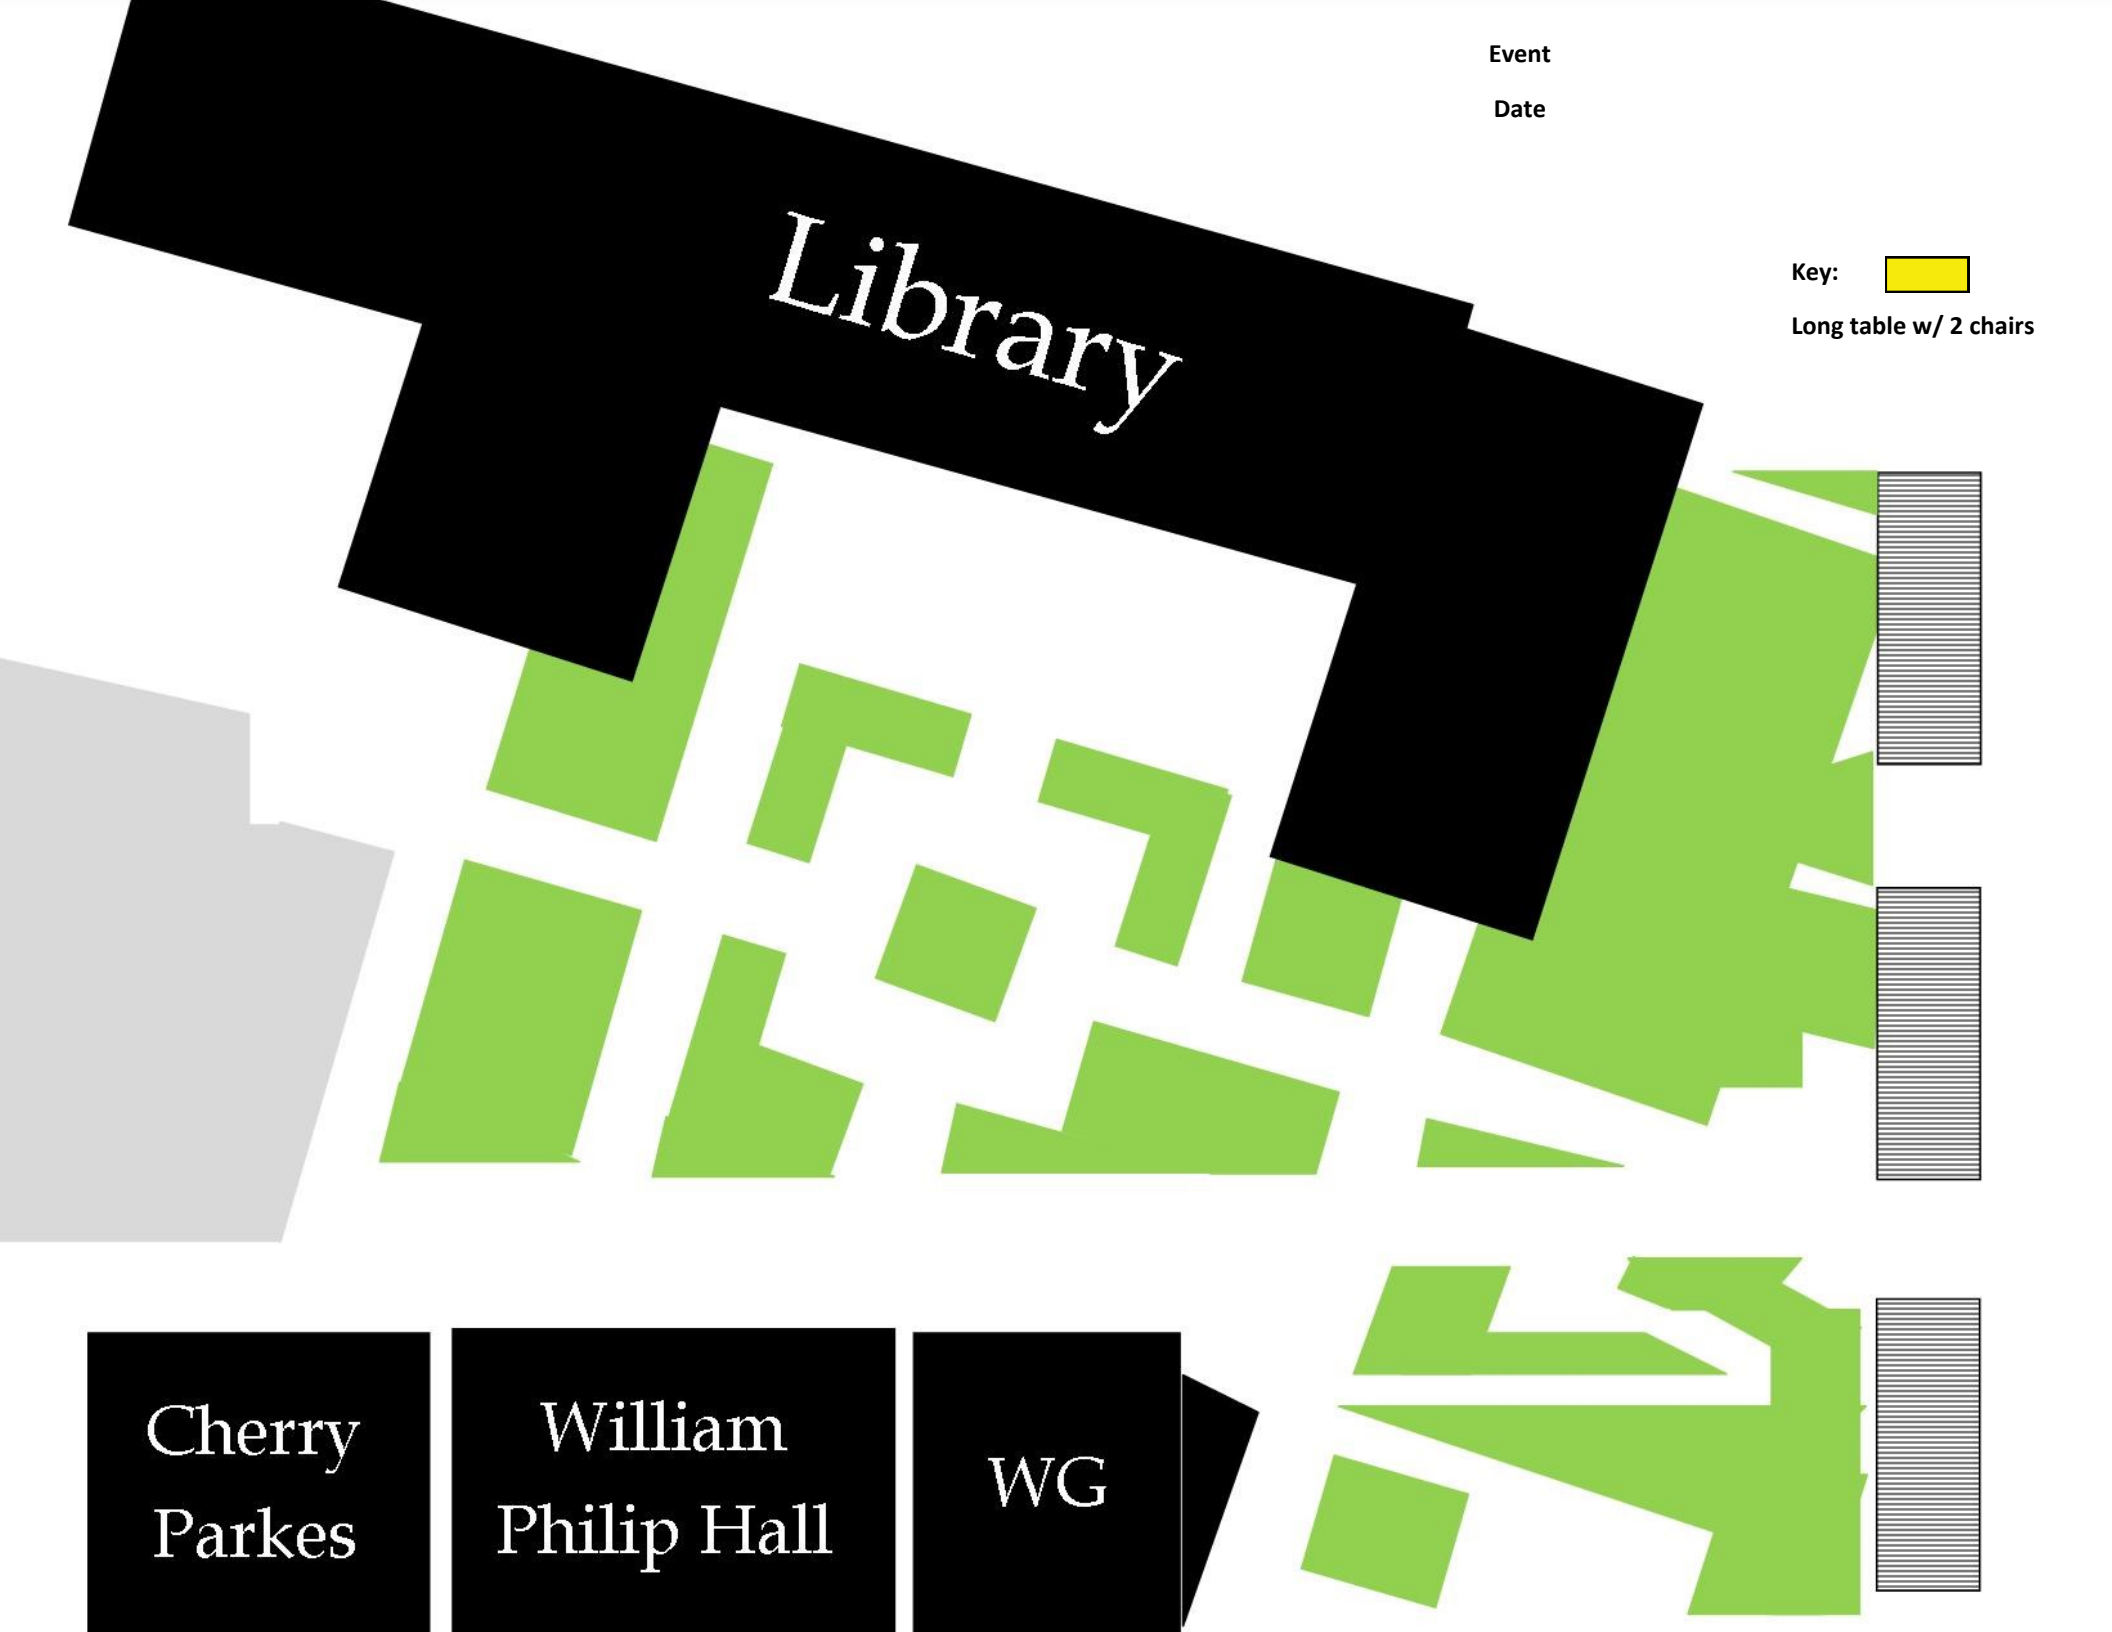 Event
Date
Library
Key:
Long table w/ 2 chairs
Cherry
Parkes
William
Philip Hall
WG